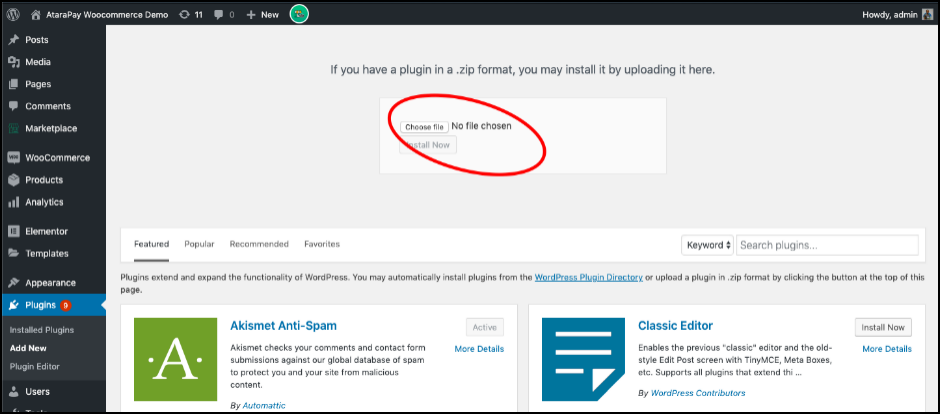 AtaraPay Woocommerce Demo 11 0 New
Howdy, admin
Posts
Media
Pages
Comments
Marketplace
WooCommerce
Products
Analytics
Elementor
Templates
Appearance
Plugins 9
Installed Plugins
Add New
Plugin Editor
Users
If you have a plugin in a .zip format, you may install it by uploading it here.
Choose file No file chosen
Install Now
Featured Popular Recommended Favorites
Keyword Search plugins...
Plugins extend and expand the functionality of WordPress. You may automatically install plugins from the WordPress Plugin Directory or upload a plugin in .zip format by clicking the button at the top of this
page.
Akismet Anti-Spam
Active
More Details
Akismet checks your comments and contact form
submissions against our global database of spam
to protect you and your site from malicious
content.
By Automattic
Classic Editor
Install Now
More Details
Enables the previous "classic" editor and the old-
style Edit Post screen with TinyMCE, Meta Boxes,
etc. Supports all plugins that extend thi ...
By WordPress Contributors